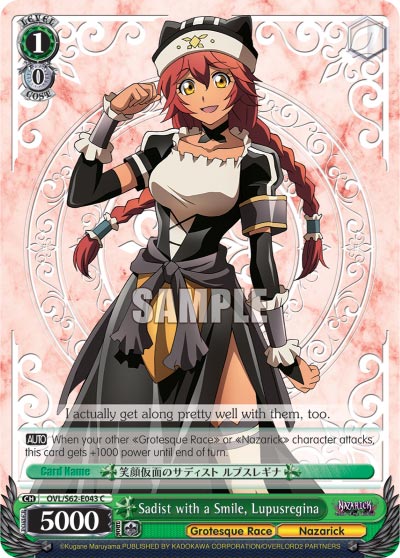 LEVEL
1
0
COST
SAMPLE
I actually get along pretty well with them, too.
AUTO When your other «Grotesque Race» or «Nazarick» character attacks,
this card gets +1000 power until end of turn.
Card Name 笑顔仮面のサディスト ルプスレギナ
CH OVL/S62-E043 C
POWER 5000
Sadist with a Smile, Lupusregina
NAZARICK
Grotesque Race Nazarick
©Kugane Maruyama,PUBLISHED BY KADOKAWA CORPORATION/OVERLORD2 PARTNERS